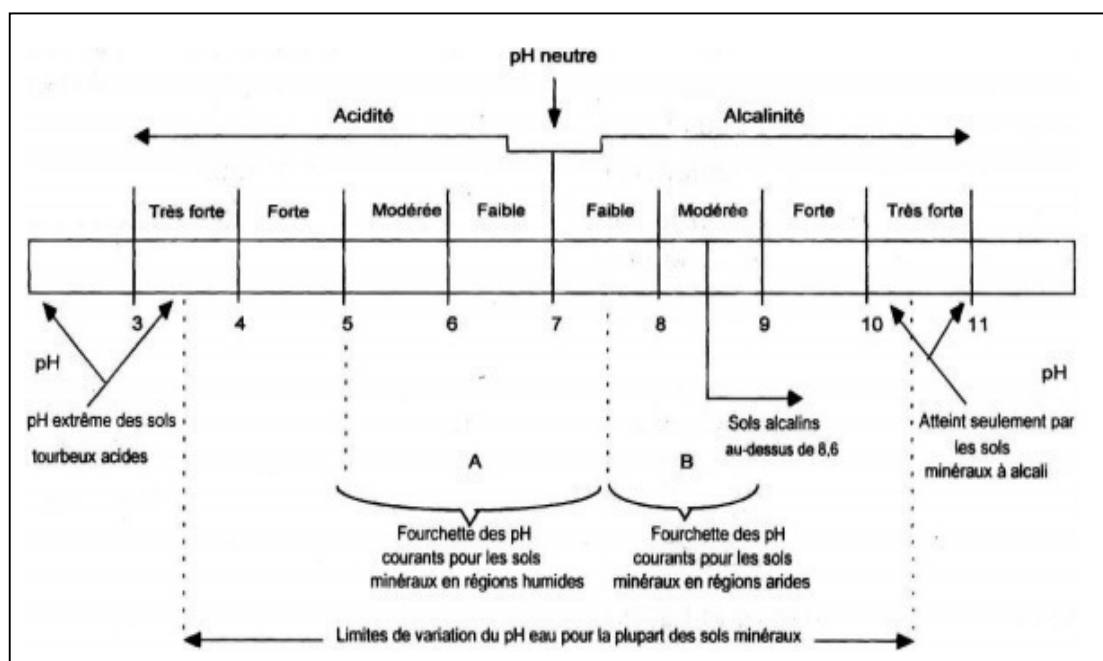 pH neutre
Acidité
Alcalinité
Très forte
Forte
Modérée
Faible
Faible
Modérée
Forte
Très forte
3
4
5
6
7
8
9
10
11
pH
pH
pH extrême des sols
tourbeux acides
Sols alcalins
au-dessus de 8,6
Atteint seulement par
les sols
minéraux à alcali
A
B
Fourchette des pH
courants pour les sols
minéraux en régions humides
Fourchette des pH
courants pour les sols
minéraux en régions arides
Limites de variation du pH eau pour la plupart des sols minéraux